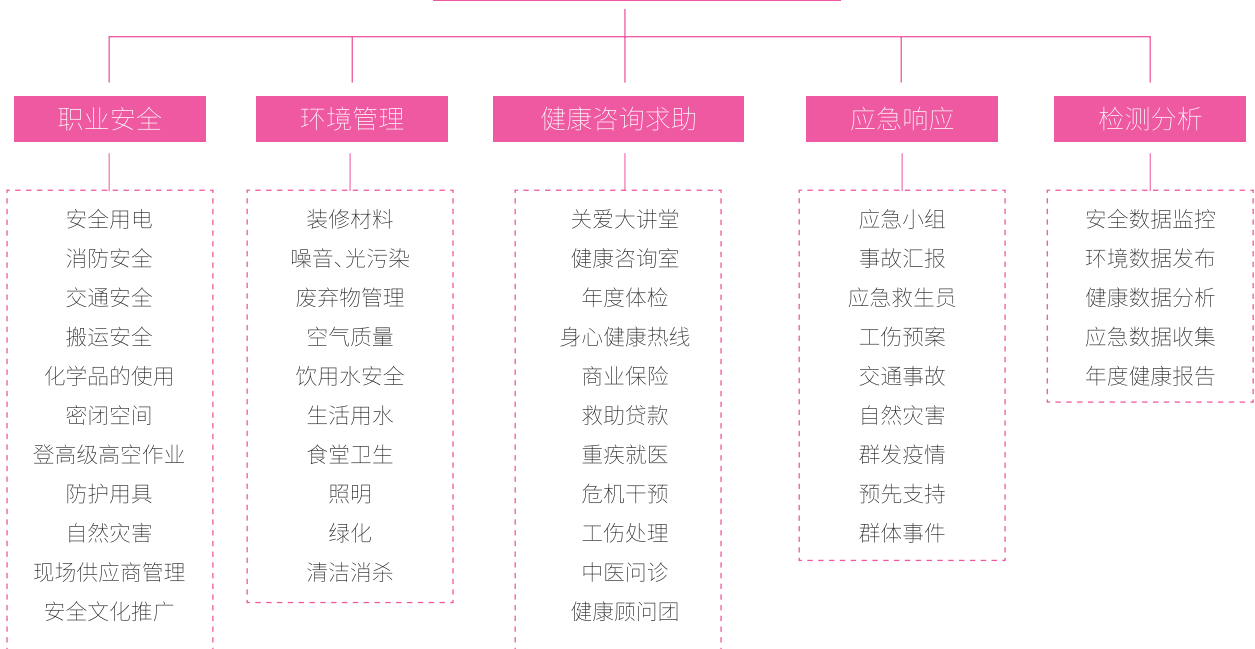 职业安全
安全用电
消防安全
交通安全
搬运安全
化学品的使用
密闭空间
登高级高空作业
防护用具
自然灾害
现场供应商管理
安全文化推广
环境管理
装修材料
噪音、光污染
废弃物管理
空气质量
饮用水安全
生活用水
食堂卫生
照明
绿化
清洁消杀
健康咨询求助
关爱大讲堂
健康咨询室
年度体检
身心健康热线
商业保险
救助贷款
重疾就医
危机干预
工伤处理
中医问诊
健康顾问团
应急响应
应急小组
事故汇报
应急救生员
工伤预案
交通事故
自然灾害
群发疫情
预先支持
群体事件
检测分析
安全数据监控
环境数据发布
健康数据分析
应急数据收集
年度健康报告